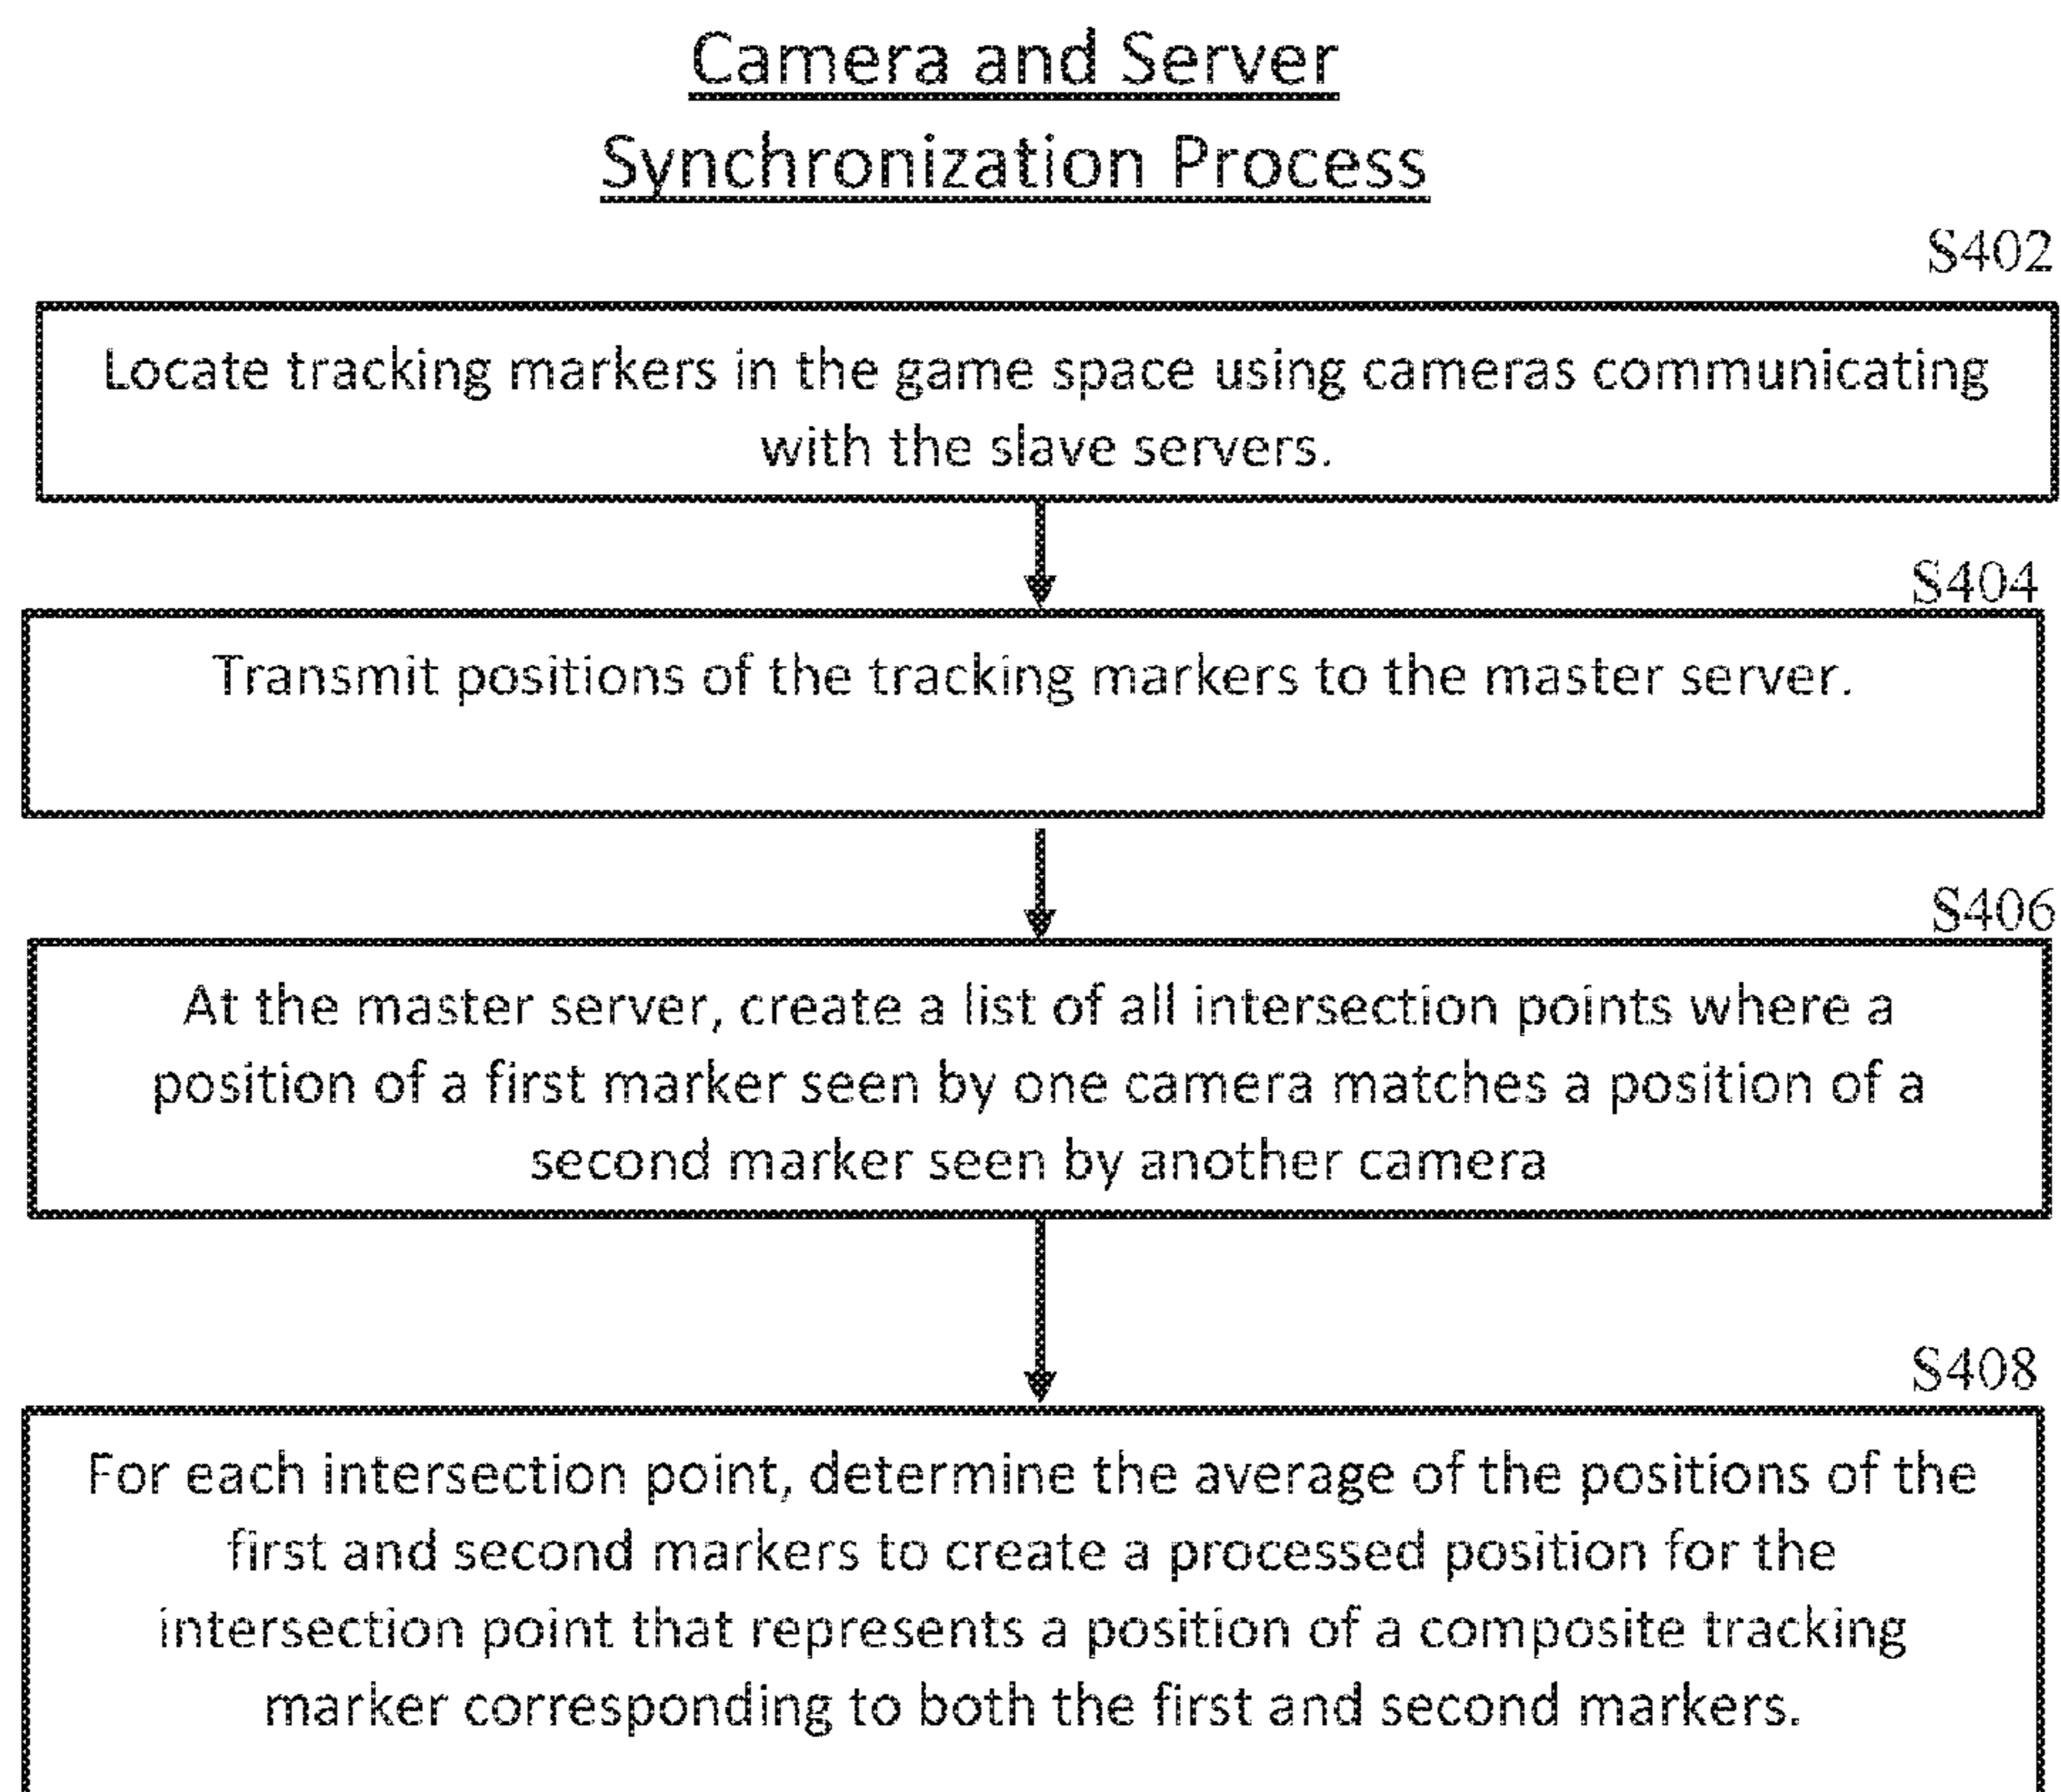 Camera and Server
Synchronization Process
S402
Locate tracking markers in the game space using cameras communicating
with the slave servers.
S404
Transmit positions of the tracking markers to the master server.
S406
At the master server, create a list of all intersection points where a
position of a first marker seen by one camera matches a position of a
second marker seen by another camera
S408
For each intersection point, determine the average of the positions of the
first and second markers to create a processed position for the
intersection point that represents a position of a composite tracking
marker corresponding to both the first and second markers.